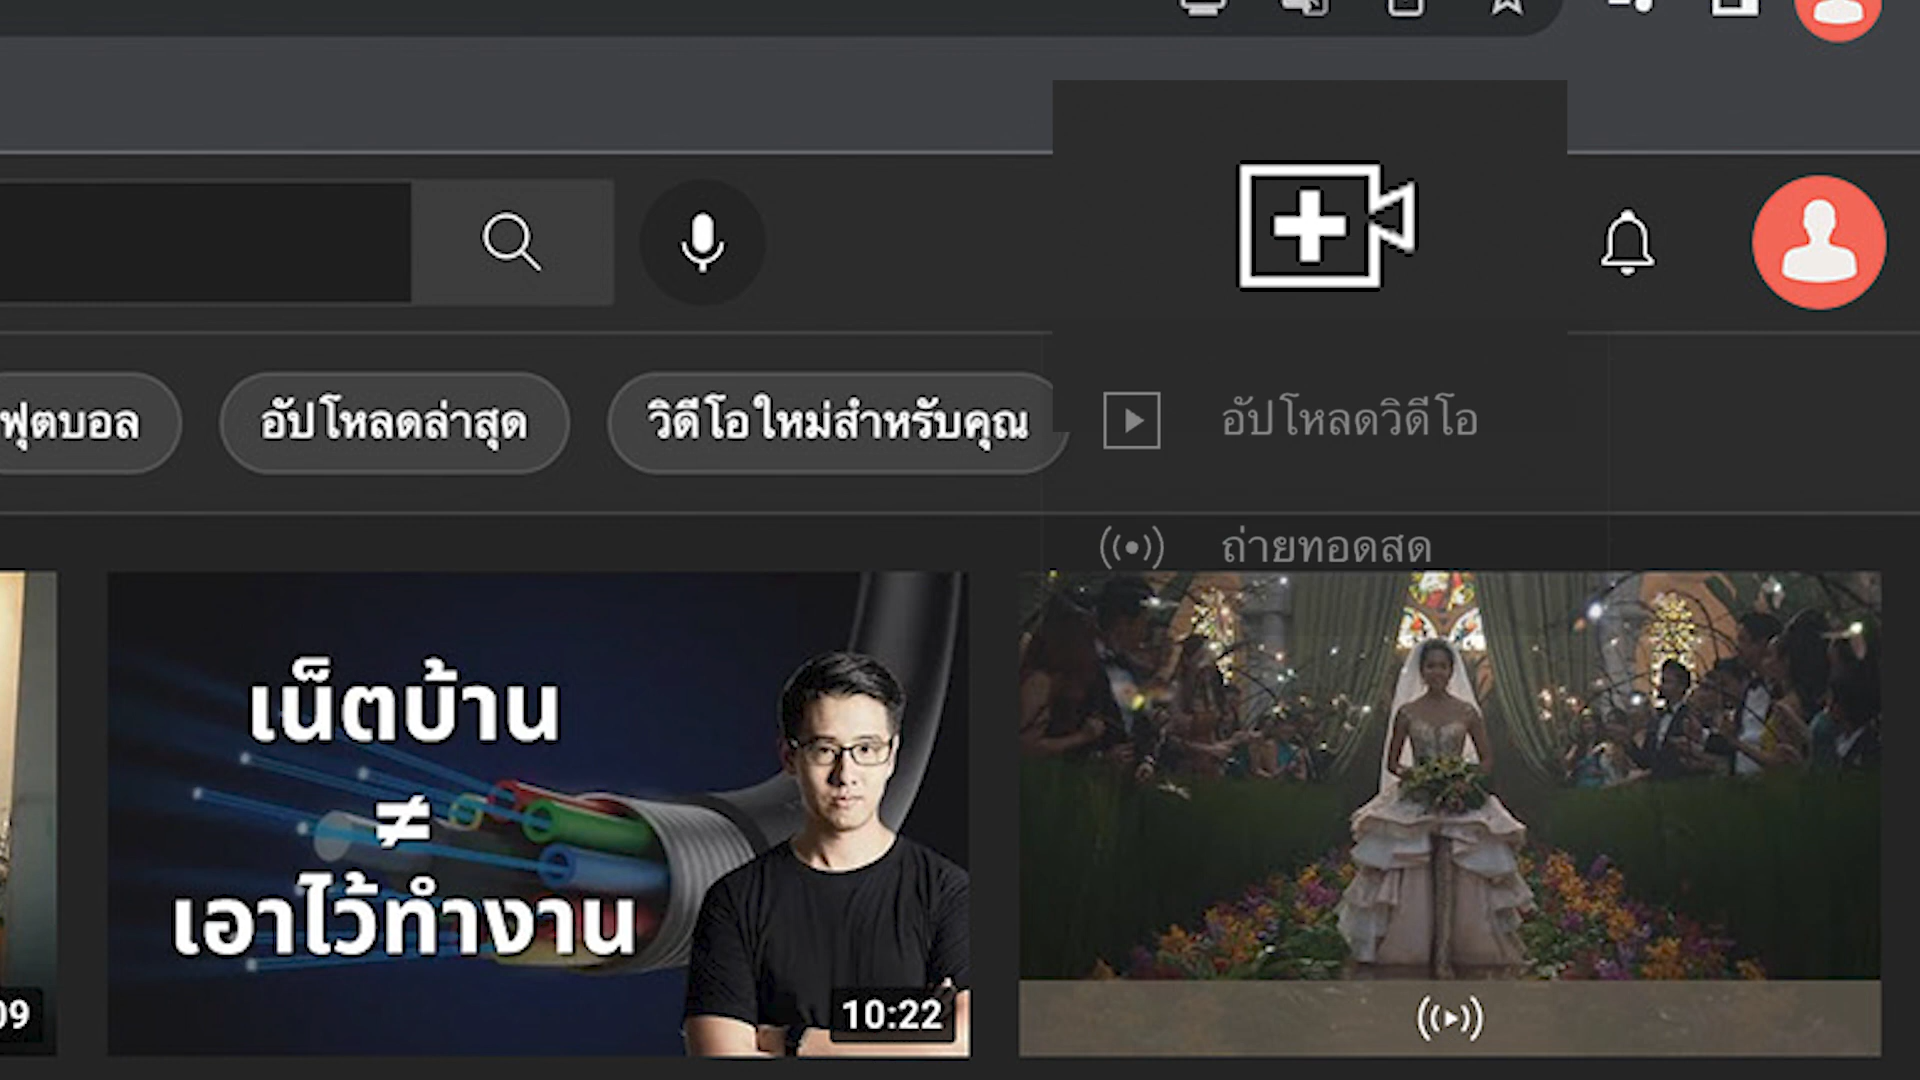 ฟุตบอล
อัปโหลดล่าสุด
วิดีโอใหม่สำหรับคุณ
อัปโหลดวิดีโอ
ถ่ายทอดสด
เน็ตบ้าน
≠
เอาไว้ทำงาน
09
10:22